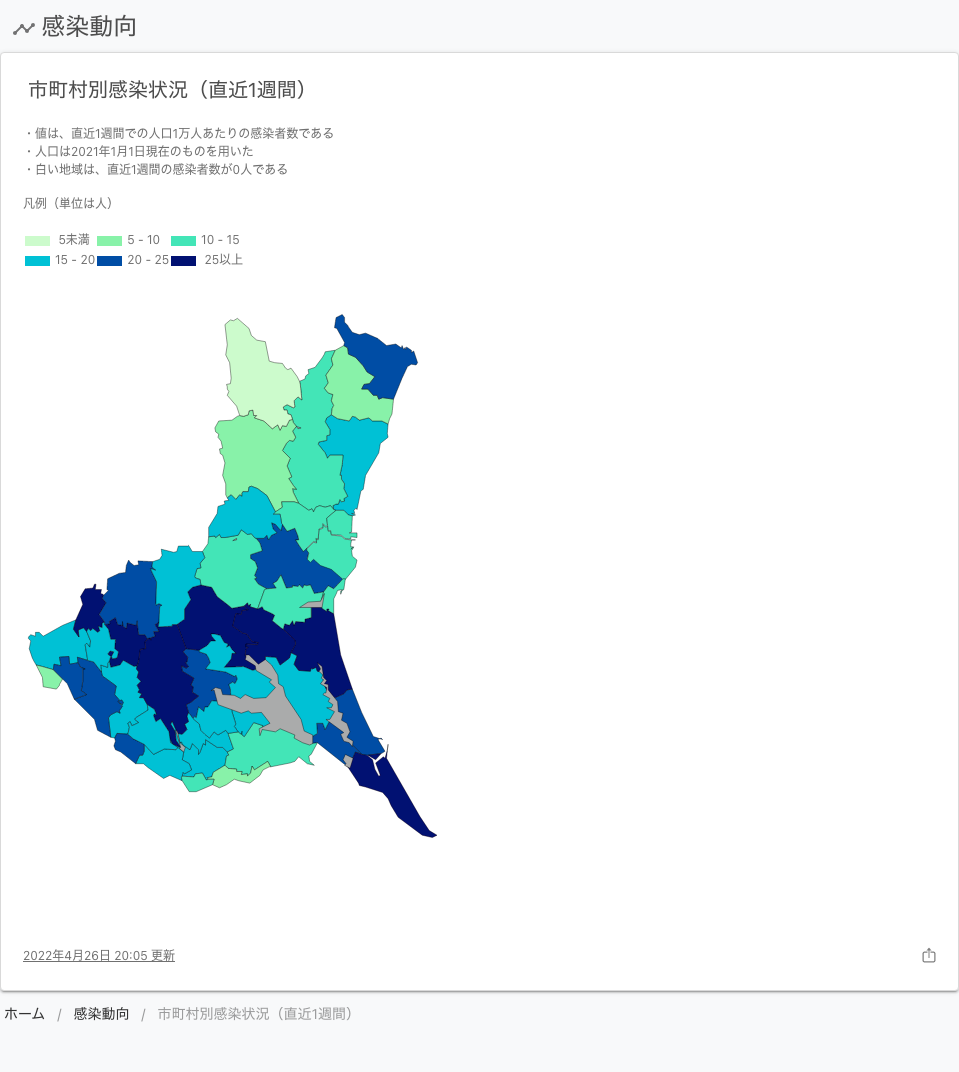 感染動向
市町村別感染状況（直近1週間）
・値は、直近1週間での人口1万人あたりの感染者数である
・人口は2021年1月1日現在のものを用いた
・白い地域は、直近1週間の感染者数が0人である
凡例（単位は人）
5未満 5 - 10 10 - 15
15 - 20 20 - 25 25以上
2022年4月26日 20:05 更新
ホーム / 感染動向 / 市町村別感染状況（直近1週間）